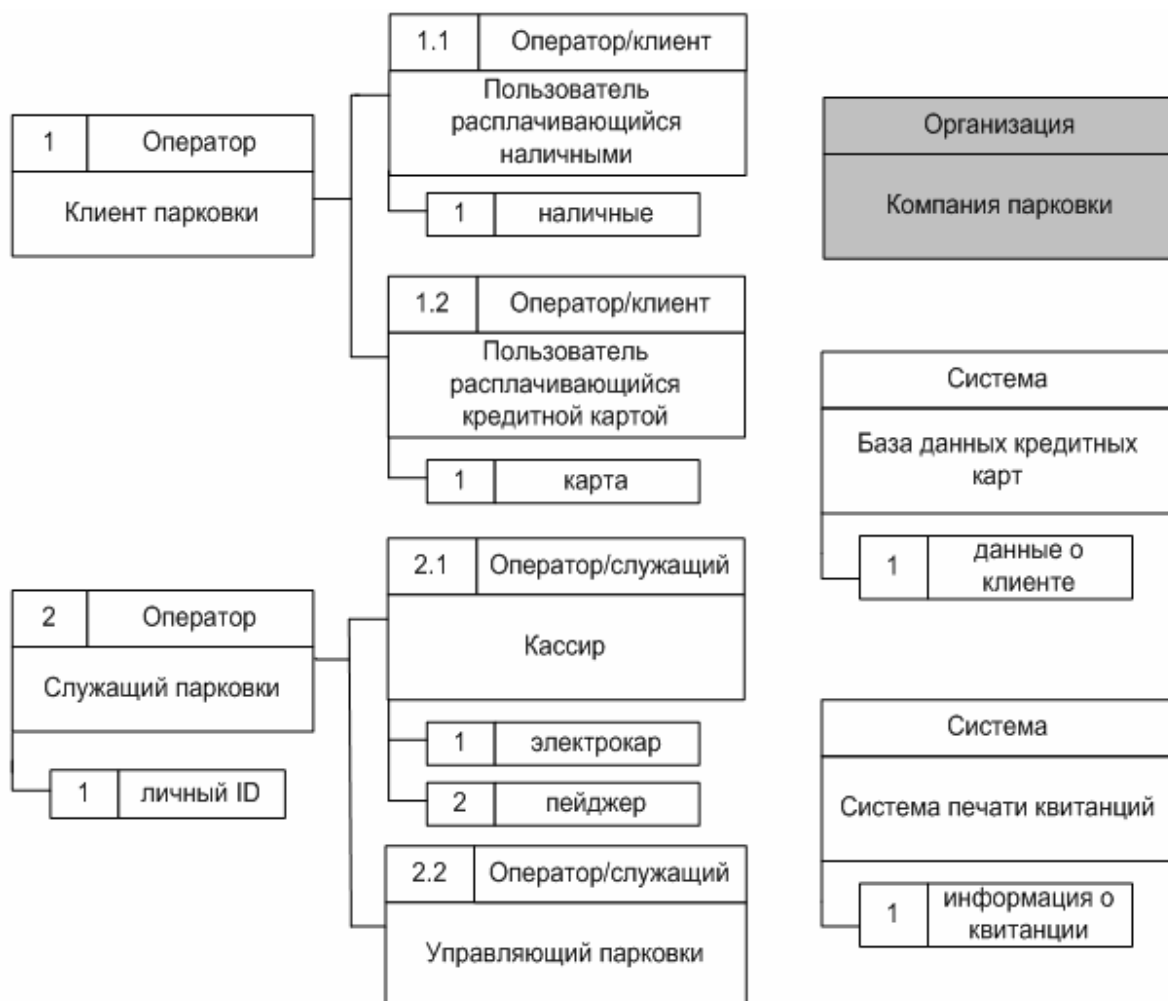 1 Оператор
Клиент парковки
1.1 Оператор/клиент
Пользователь
расплачивающийся
наличными
1 наличные
1.2 Оператор/клиент
Пользователь
расплачивающийся
кредитной картой
1 карта
2 Оператор
Служащий парковки
1 личный ID
2.1 Оператор/служащий
Кассир
1 электрокар
2 пейджер
2.2 Оператор/служащий
Управляющий парковки
Организация
Компания парковки
Система
База данных кредитных
карт
1 данные о
клиенте
Система
Система печати квитанций
1 информация о
квитанции